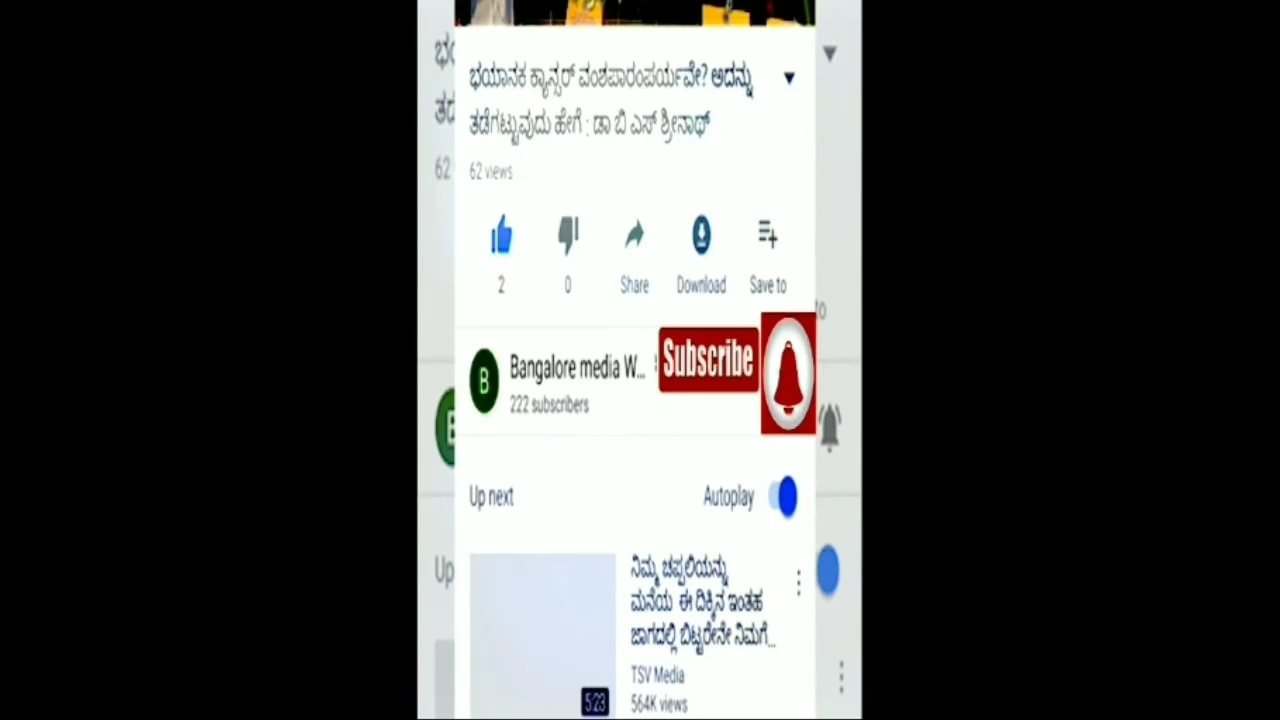 ಭಯಾನಕ ಕ್ಯಾನ್ಸರ್ ವಂಶಪಾರಂಪರ್ಯವೇ? ಅದನ್ನು
ತಡೆಗಟ್ಟುವುದು ಹೇಗೆ : ಡಾ ಬಿ ಎಸ್ ಶ್ರೀನಾಥ್
62 views
2
0
Share
Download
Save to
Bangalore media W...
Subscribe
222 subscribers
B
Up next
Autoplay
ನಿಮ್ಮ ಚಪ್ಪಲಿಯನ್ನು
ಮನೆಯ ಈ ದಿಕ್ಕಿನ ಇಂತಹ
ಜಾಗದಲ್ಲಿ ಬಿಟ್ಟರೇನೇ ನಿಮಗೆ...
TSV Media
564K views
5:23
62
Up